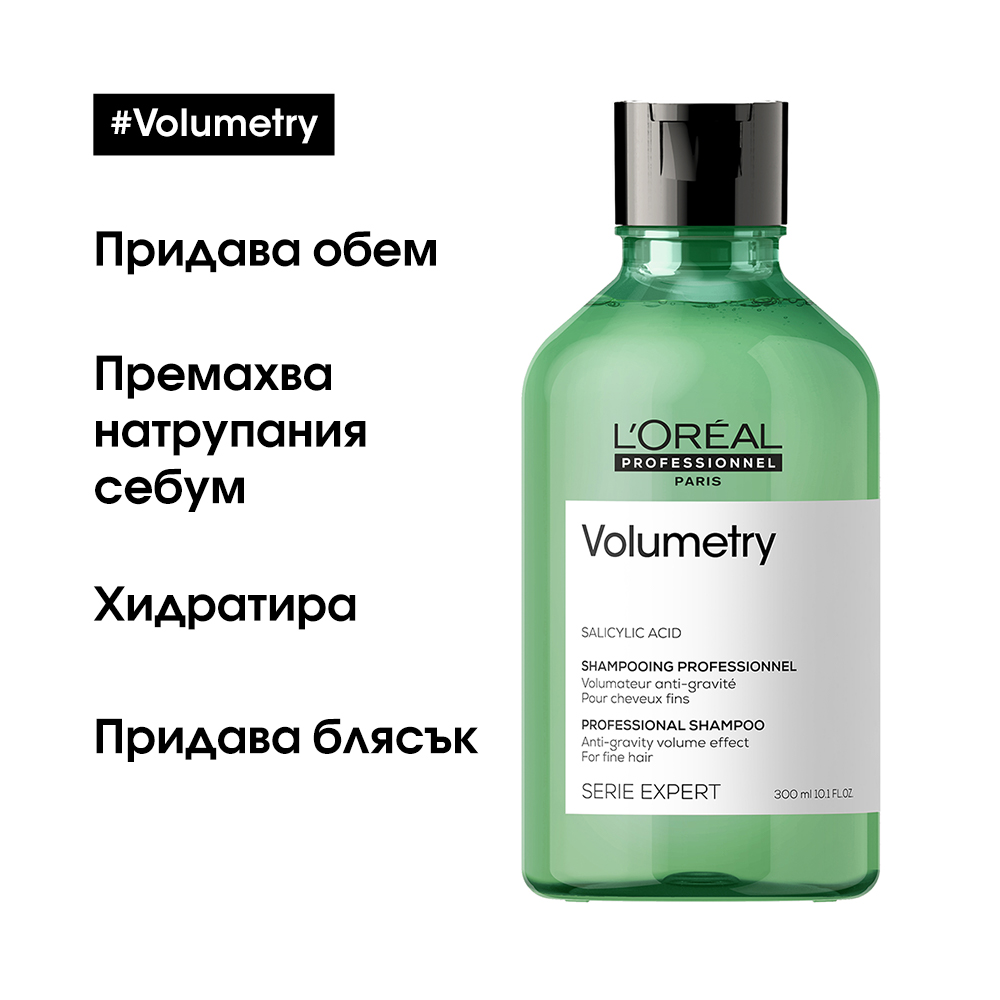 #Volumetry
Придава обем
Премахва
натрупания
себум
Хидратира
Придава блясък
L'ORÉAL
PROFESSIONNEL
PARIS
Volumetry
SALICYLIC ACID
SHAMPOOING PROFESSIONNEL
Volumateur anti-gravité
Pour cheveux fins
PROFESSIONAL SHAMPOO
Anti-gravity volume effect
For fine hair
SERIE EXPERT
300 ml 10.1 FL.OZ.